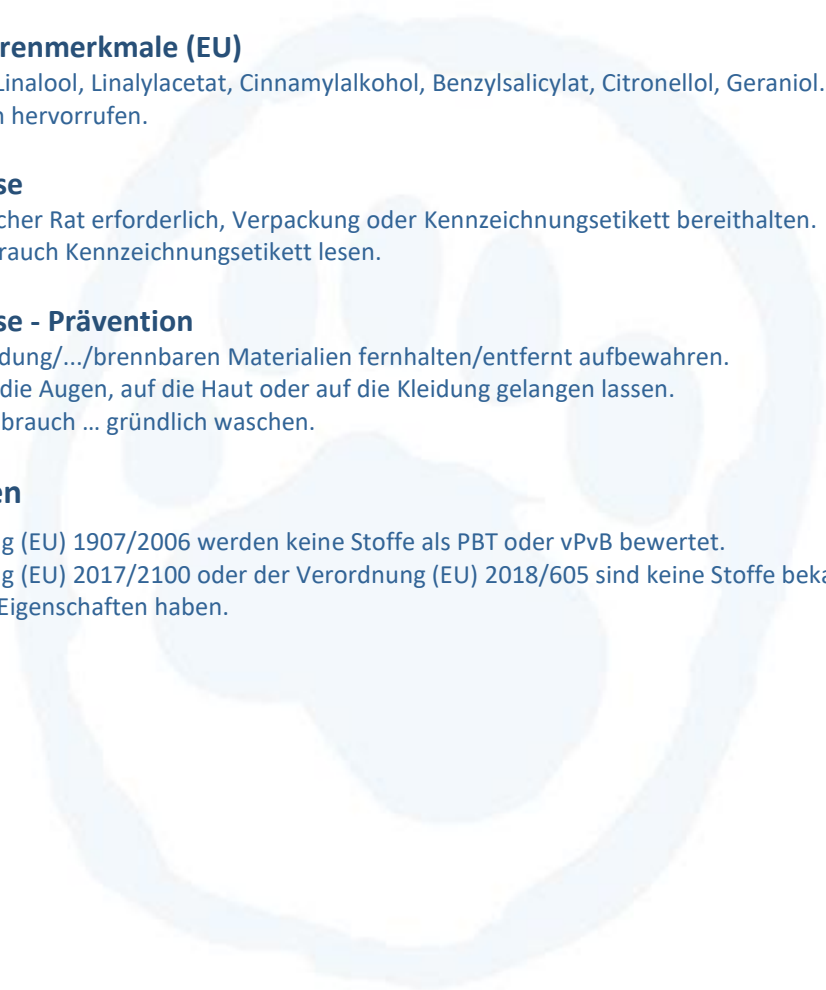 renmerkmale (EU)
Linalool, Linalylacetat, Cinnamylalkohol, Benzylsalicylat, Citronellol, Geraniol.
n hervorrufen.
se
cher Rat erforderlich, Verpackung oder Kennzeichnungsetikett bereithalten.
rauch Kennzeichnungsetikett lesen.
se - Prävention
dung/.../brennbaren Materialien fernhalten/entfernt aufbewahren.
die Augen, auf die Haut oder auf die Kleidung gelangen lassen.
brauch … gründlich waschen.
en
g (EU) 1907/2006 werden keine Stoffe als PBT oder vPvB bewertet.
g (EU) 2017/2100 oder der Verordnung (EU) 2018/605 sind keine Stoffe beka
Eigenschaften haben.